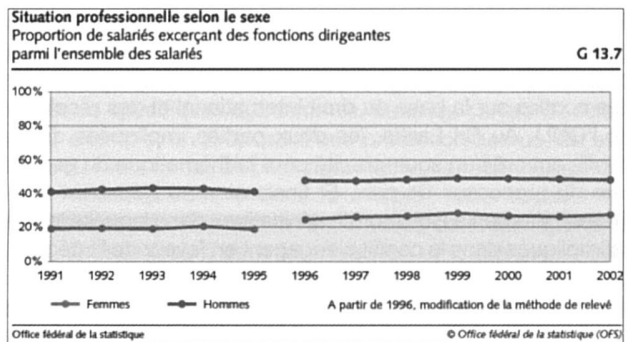 Situation professionnelle selon le sexe
Proportion de salariés excerçant des fonctions dirigeantes
parmi l'ensemble des salariés G 13.7
100%
80%
60%
40%
20%
0%
1991 1992 1993 1994 1995 1996 1997 1998 1999 2000 2001 2002
Femmes Hommes A partir de 1996, modification de la méthode de relevé
Office fédéral de la statistique © Office fédéral de la statistique (OFS)